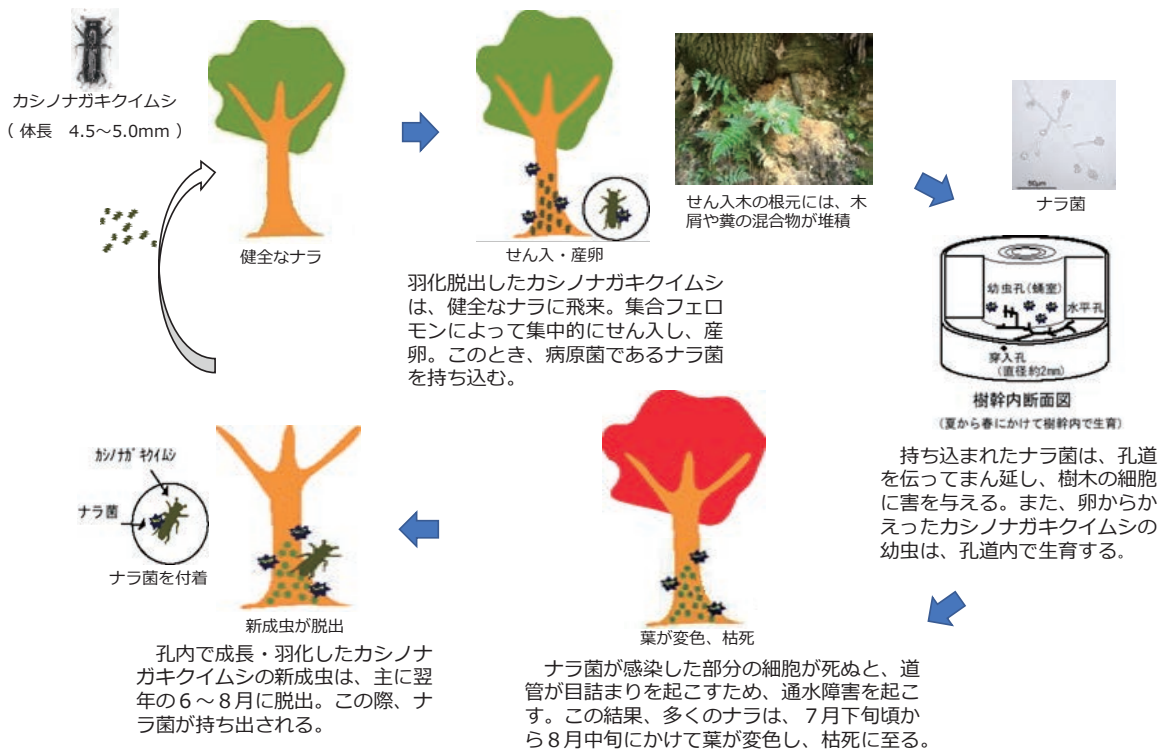 カシノナガキクイムシ
（ 体長　4.5～5.0mm ）
健全なナラ
せん入・産卵
羽化脱出したカシノナガキクイムシ
は、健全なナラに飛来。集合フェロ
モンによって集中的にせん入し、産
卵。このとき、病原菌であるナラ菌
を持ち込む。
せん入木の根元には、木
屑や糞の混合物が堆積
50μm
ナラ菌
幼虫孔(蛹室)
水平孔
穿入孔
(直径約2mm)
樹幹内断面図
(夏から春にかけて樹幹内で生育)
　持ち込まれたナラ菌は、孔道
を伝ってまん延し、樹木の細胞
に害を与える。また、卵からか
えったカシノナガキクイムシの
幼虫は、孔道内で生育する。
葉が変色、枯死
　ナラ菌が感染した部分の細胞が死ぬと、道
管が目詰まりを起こすため、通水障害を起こ
す。この結果、多くのナラは、７月下旬頃か
ら８月中旬にかけて葉が変色し、枯死に至る。
カシノナガキクイムシ
ナラ菌
ナラ菌を付着
新成虫が脱出
　孔内で成長・羽化したカシノナ
ガキクイムシの新成虫は、主に翌
年の６～８月に脱出。この際、ナ
ラ菌が持ち出される。